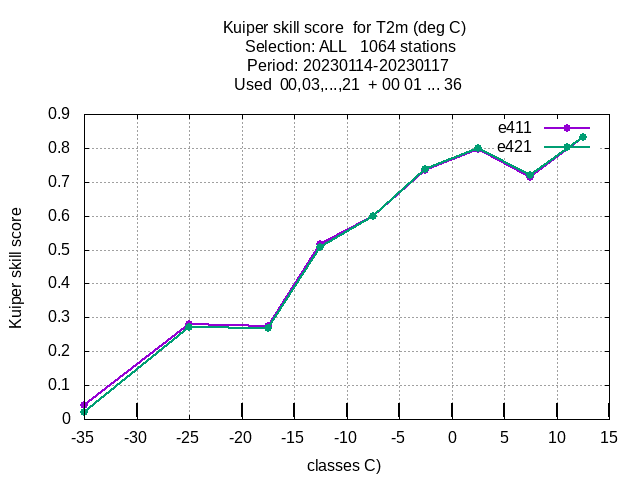 Kuiper skill score  for T2m (deg C)
Selection: ALL   1064 stations
Period: 20230114-20230117
Used  00,03,...,21  + 00 01 ... 36
e411
e421
0.9
0.8
0.7
0.6
0.5
0.4
0.3
0.2
0.1
0
Kuiper skill score
-35 -30 -25 -20 -15 -10 -5 0 5 10 15
classes C)